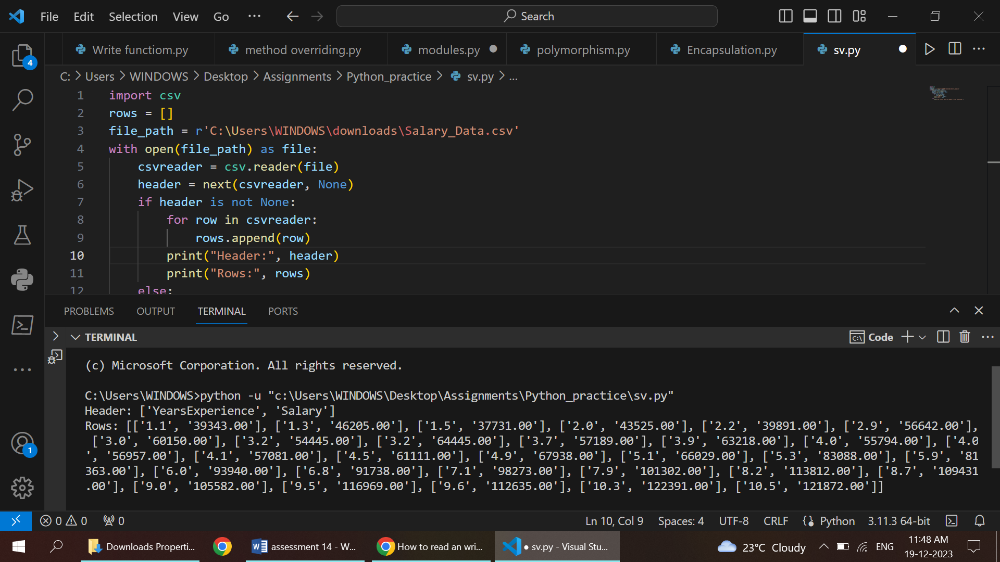 File Edit Selection View Go ... Search
Write functiom.py method overriding.py modules.py polymorphism.py Encapsulation.py sv.py
C: > Users > WINDOWS > Desktop > Assignments > Python_practice > sv.py > ...
1 import csv
2 rows = []
3 file_path = r'C:\Users\WINDOWS\downloads\Salary_Data.csv'
4 with open(file_path) as file:
5 csvreader = csv.reader(file)
6 header = next(csvreader, None)
7 if header is not None:
8 for row in csvreader:
9 rows.append(row)
10 print("Header:", header)
11 print("Rows:", rows)
12 else:
4
PROBLEMS OUTPUT TERMINAL PORTS
TERMINAL Code
(c) Microsoft Corporation. All rights reserved.
C:\Users\WINDOWS>python -u "c:\Users\WINDOWS\Desktop\Assignments\Python_practice\sv.py"
Header: ['YearsExperience', 'Salary']
Rows: [['1.1', '39343.00'], ['1.3', '46205.00'], ['1.5', '37731.00'], ['2.0', '43525.00'], ['2.2', '39891.00'], ['2.9', '56642.00'],
['3.0', '60150.00'], ['3.2', '54445.00'], ['3.2', '64445.00'], ['3.7', '57189.00'], ['3.9', '63218.00'], ['4.0', '55794.00'], ['4.0
', '56957.00'], ['4.1', '57081.00'], ['4.5', '61111.00'], ['4.9', '67938.00'], ['5.1', '66029.00'], ['5.3', '83088.00'], ['5.9', '81
363.00'], ['6.0', '93940.00'], ['6.8', '91738.00'], ['7.1', '98273.00'], ['7.9', '101302.00'], ['8.2', '113812.00'], ['8.7', '109431
.00'], ['9.0', '105582.00'], ['9.5', '116969.00'], ['9.6', '112635.00'], ['10.3', '122391.00'], ['10.5', '121872.00']]
1
0 0 0 Ln 10, Col 9 Spaces: 4 UTF-8 CRLF Python 3.11.3 64-bit
Downloads Properti... assessment 14 - W... How to read an wri... ● sv.py - Visual Stu... 23°C Cloudy ENG 11:48 AM
19-12-2023